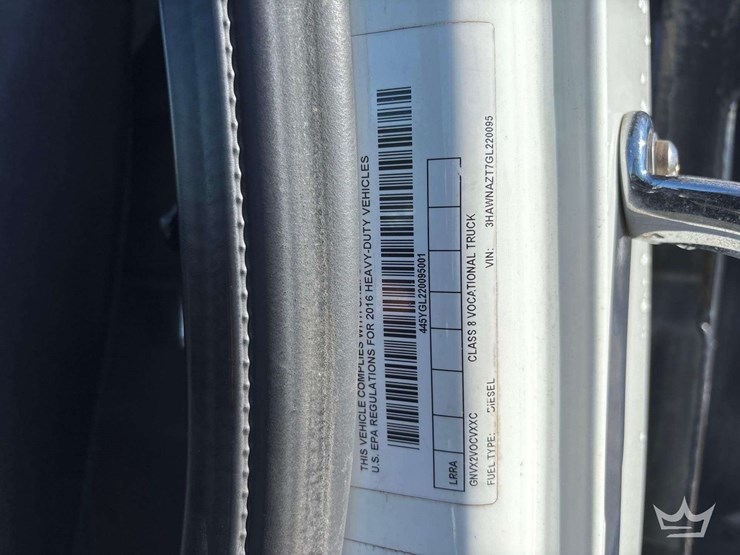 THIS VEHICLE COMPLIES WITH
U.S. EPA REGULATIONS FOR 2016 HEAVY-DUTY VEHICLES
445YGL220095001
LRRA
GNVX2VOCVXXC CLASS 8 VOCATIONAL TRUCK
FUEL TYPE: DIESEL VIN: 3HAWNAZT7GL220095